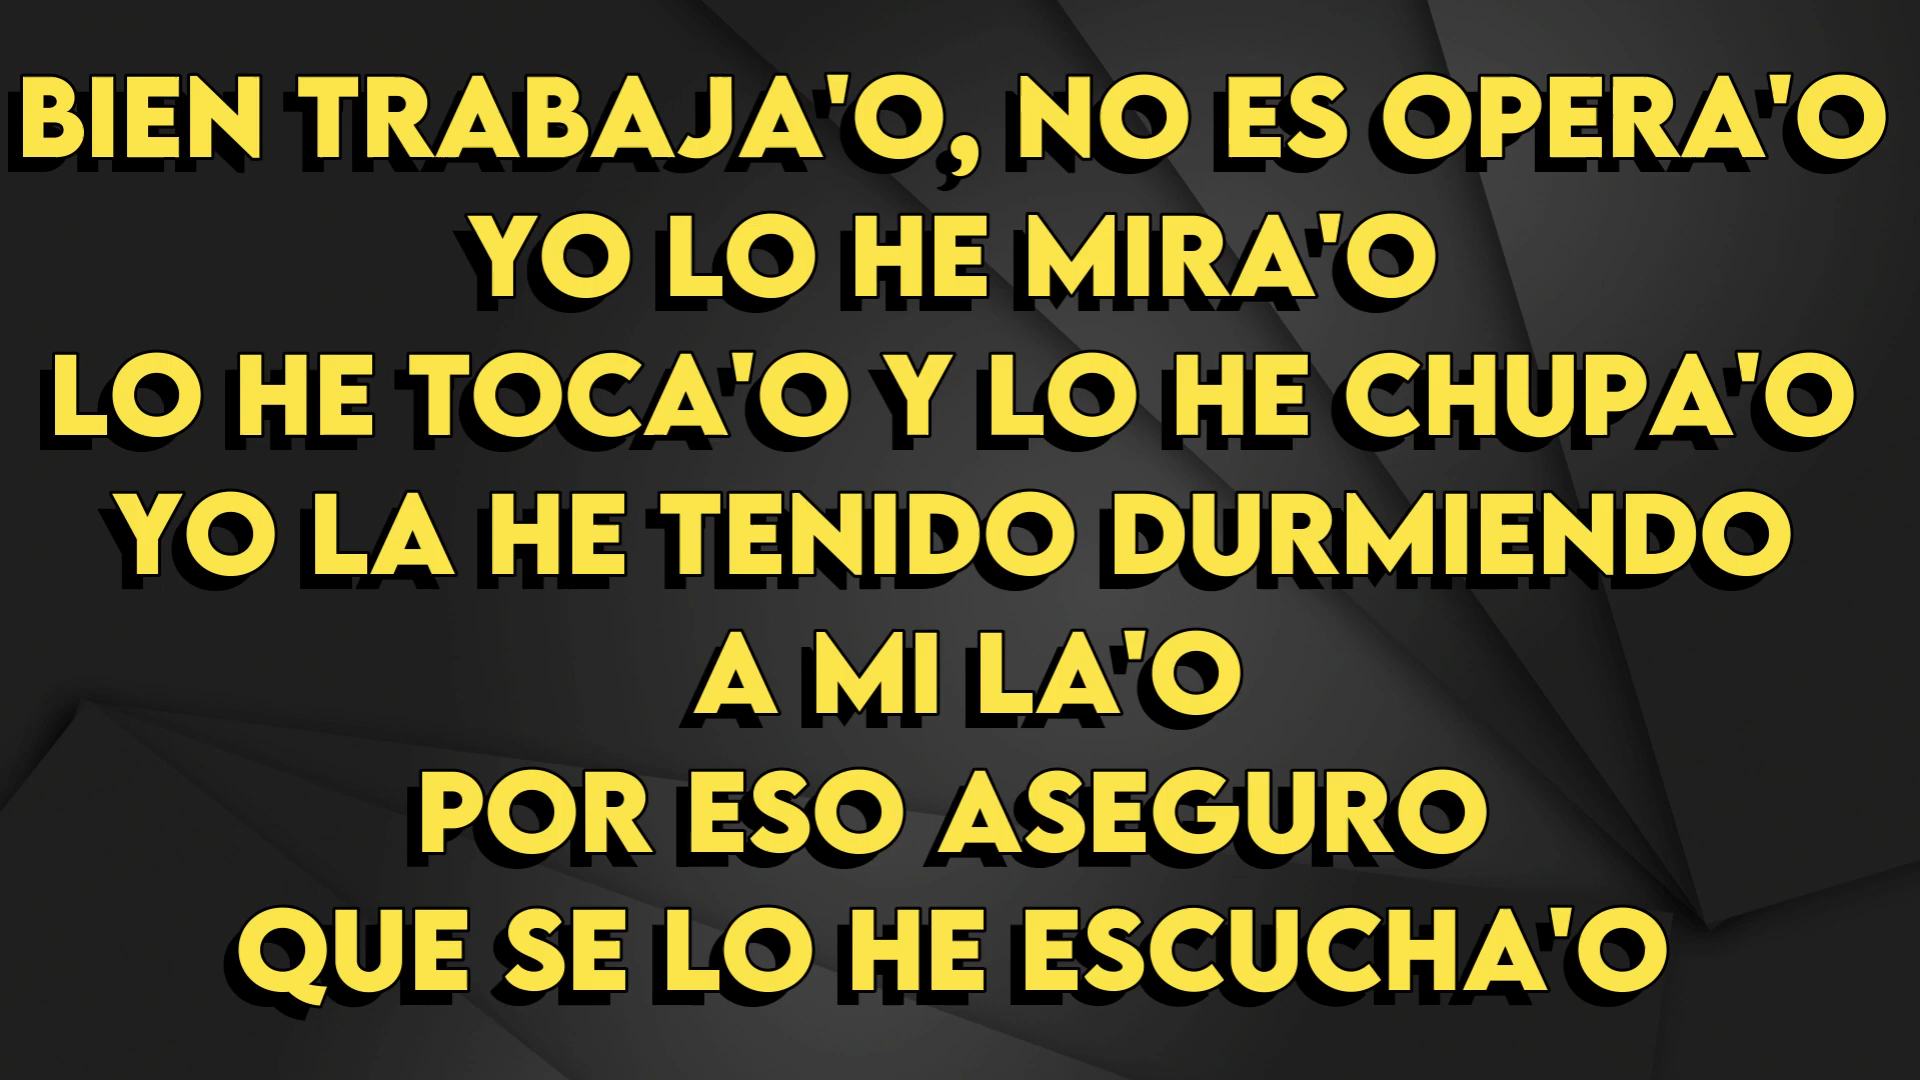 BIEN TRABAJA'O, NO ES OPERA'O
YO LO HE MIRA'O
LO HE TOCA'O Y LO HE CHUPA'O
YO LA HE TENIDO DURMIENDO
A MI LA'O
POR ESO ASEGURO
QUE SE LO HE ESCUCHA'O